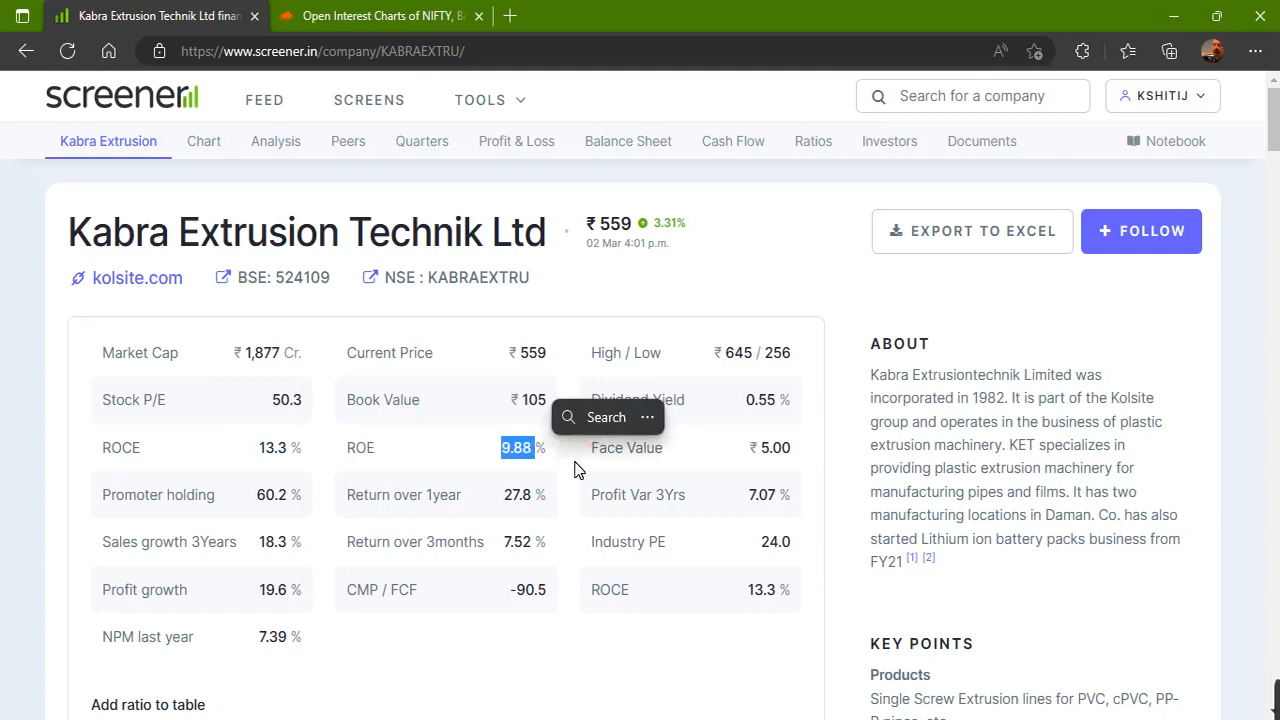 Kabra Extrusion Technik Ltd finan
Open Interest Charts of NIFTY, B
https://www.screener.in/company/KABRAEXTRU/
screener
FEED
SCREENS
TOOLS
Search for a company
KSHITIJ
Kabra Extrusion
Chart
Analysis
Peers
Quarters
Profit & Loss
Balance Sheet
Cash Flow
Ratios
Investors
Documents
Notebook
Kabra Extrusion Technik Ltd
₹ 559 3.31%
02 Mar 4:01 p.m.
EXPORT TO EXCEL
+ FOLLOW
kolsite.com
BSE: 524109
NSE : KABRAEXTRU
Market Cap ₹ 1,877 Cr.
Current Price ₹ 559
High / Low ₹ 645 / 256
Stock P/E 50.3
Book Value ₹ 105
Dividend Yield 0.55 %
Search ...
ROCE 13.3 %
ROE 9.88 %
Face Value ₹ 5.00
Promoter holding 60.2 %
Return over 1year 27.8 %
Profit Var 3Yrs 7.07 %
Sales growth 3Years 18.3 %
Return over 3months 7.52 %
Industry PE 24.0
Profit growth 19.6 %
CMP / FCF -90.5
ROCE 13.3 %
NPM last year 7.39 %
Add ratio to table
ABOUT
Kabra Extrusiontechnik Limited was
incorporated in 1982. It is part of the Kolsite
group and operates in the business of plastic
extrusion machinery. KET specializes in
providing plastic extrusion machinery for
manufacturing pipes and films. It has two
manufacturing locations in Daman. Co. has also
started Lithium ion battery packs business from
FY21 [1] [2]
KEY POINTS
Products
Single Screw Extrusion lines for PVC, cPVC, PP-